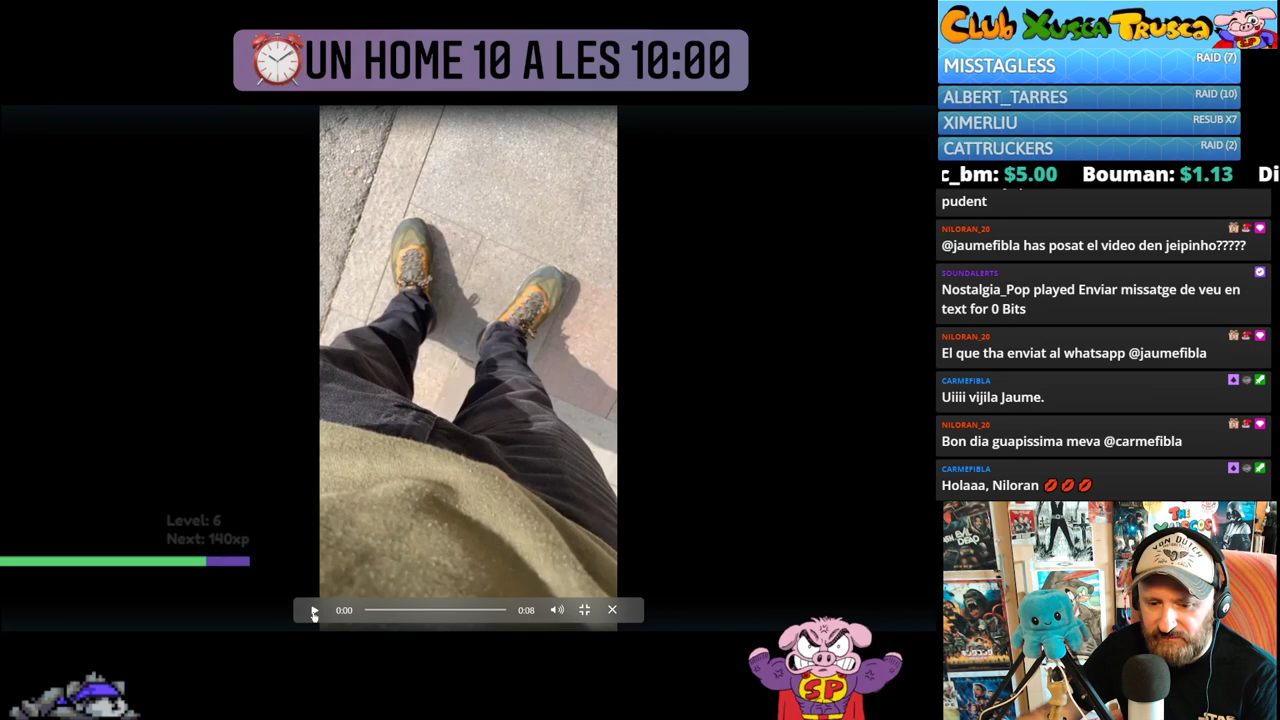 UN HOME 10 A LES 10:00
Club Xusca Trusca
SP
MISSTAGLESS RAID (7)
ALBERT_TARRES RAID (10)
XIMERLIU RESUB X7
CATTRUCKERS RAID (2)
c_bm: $5.00 Bouman: $1.13 Di
pudent
NILORAN_20
@jaumefibla has posat el video den jeipinho?????
SOUNDALERTS
Nostalgia_Pop played Enviar missatge de veu en
text for 0 Bits
NILORAN_20
El que tha enviat al whatsapp @jaumefibla
CARMEFIBLA
Uiiii vijila Jaume.
NILORAN_20
Bon dia guapissima meva @carmefibla
CARMEFIBLA
Holaaa, Niloran 💋💋💋
Level: 6
Next: 140xp
0:00 0:08
SP
VON DUTCH